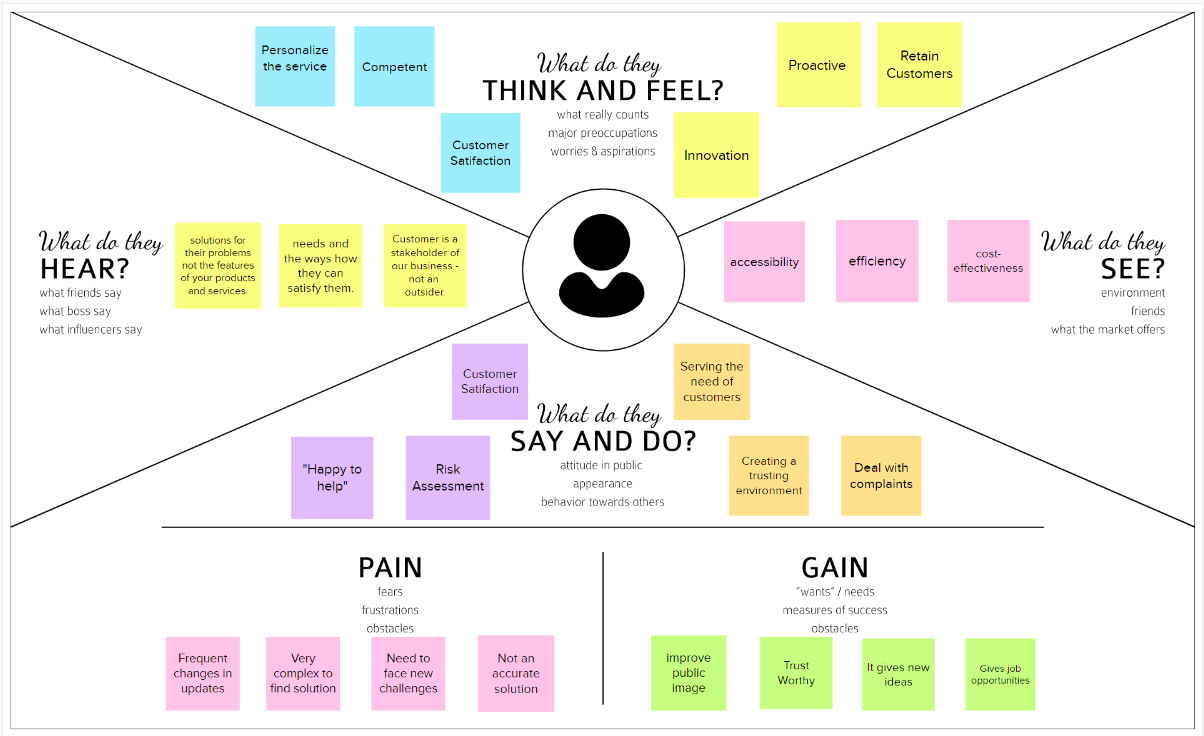 Personalize
the service
Competent
Customer
Satifaction
What do they
THINK AND FEEL?
what really counts
major preoccupations
worries & aspirations
Proactive
Retain
Customers
Innovation
What do they
HEAR?
what friends say
what boss say
what influencers say
solutions for
their problems
not the features
of your products
and services.
needs and
the ways how
they can
satisfy them.
Customer is a
stakeholder of
our business -
not an
outsider.
accessibility
efficiency
cost-
effectiveness
What do they
SEE?
environment
friends
what the market offers
Customer
Satifaction
"Happy to
help"
Risk
Assessment
What do they
SAY AND DO?
attitude in public
appearance
behavior towards others
Serving the
need of
customers
Creating a
trusting
environment
Deal with
complaints
PAIN
fears
frustrations
obstacles
Frequent
changes in
updates
Very
complex to
find solution
Need to
face new
challenges
Not an
accurate
solution
GAIN
"wants" / needs
measures of success
obstacles
improve
public
image
Trust
Worthy
It gives new
ideas
Gives job
opportunities